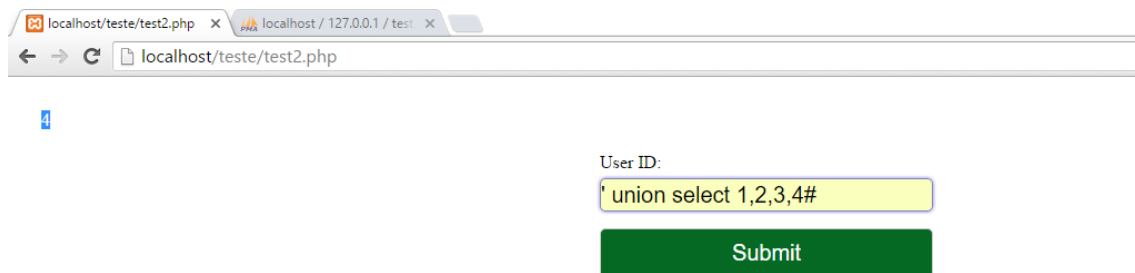 localhost/teste/test2.php
localhost / 127.0.0.1 / test
localhost/teste/test2.php
4
User ID:
' union select 1,2,3,4#
Submit